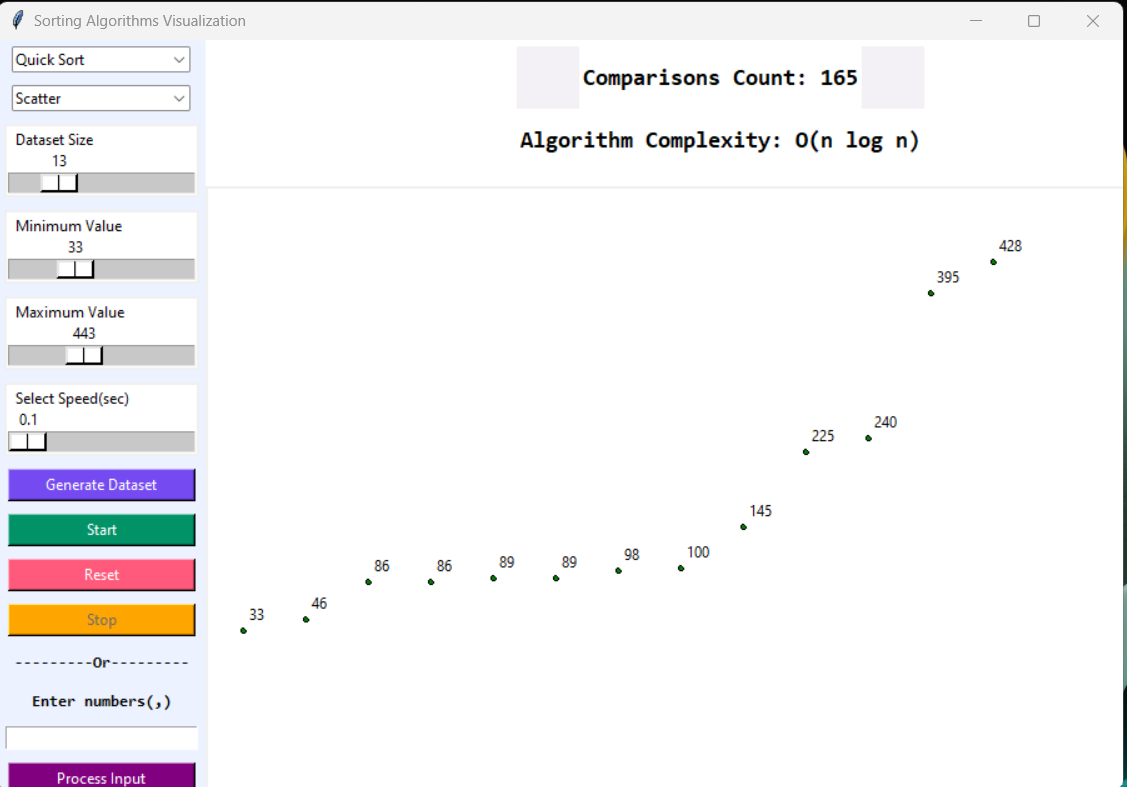 Sorting Algorithms Visualization
Quick Sort
Scatter
Dataset Size
13
Minimum Value
33
Maximum Value
443
Select Speed(sec)
0.1
Generate Dataset
Start
Reset
Stop
---------Or---------
Enter numbers(,)
Process Input
Comparisons Count: 165
Algorithm Complexity: O(n log n)
33
46
86
86
89
89
98
100
145
225
240
395
428